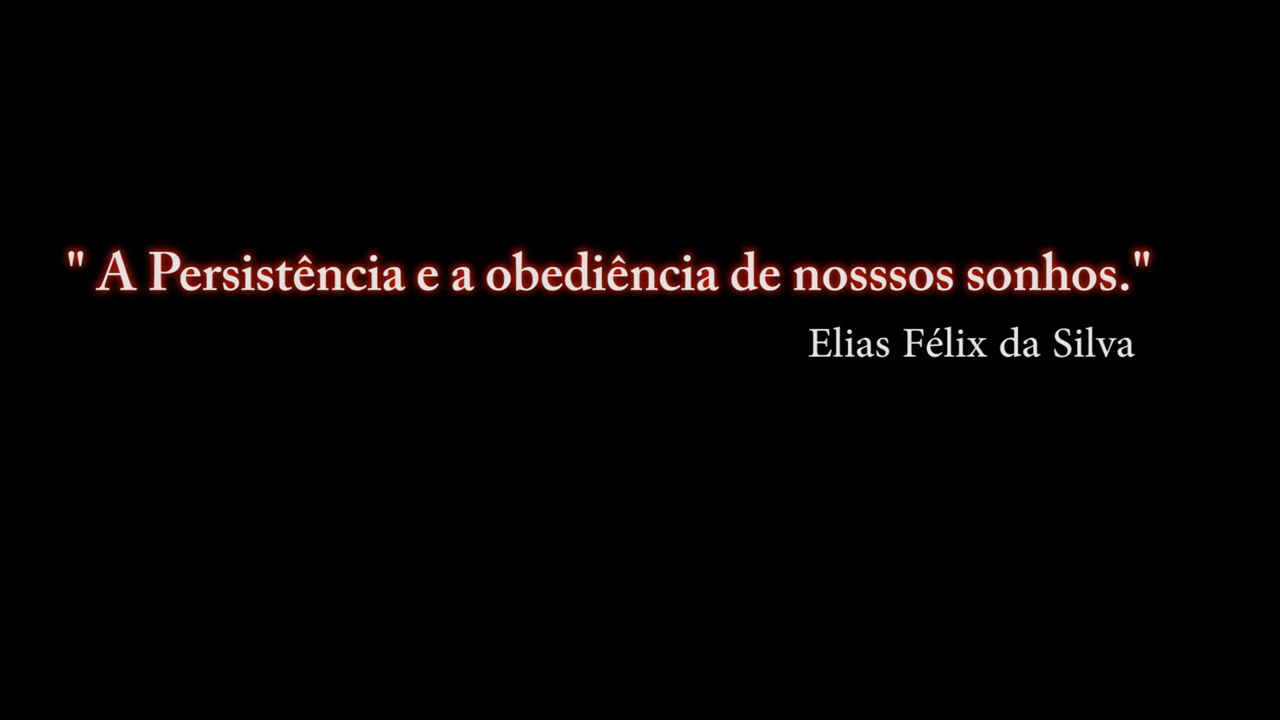 " A Persistência e a obediência de nosssos sonhos."
Elias Félix da Silva